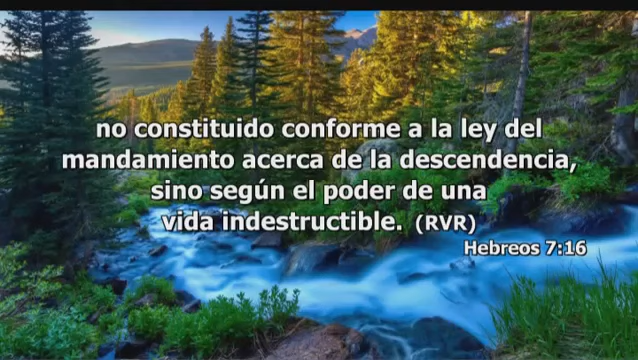 no constituido conforme a la ley del
mandamiento acerca de la descendencia,
sino según el poder de una
vida indestructible. (RVR)
Hebreos 7:16